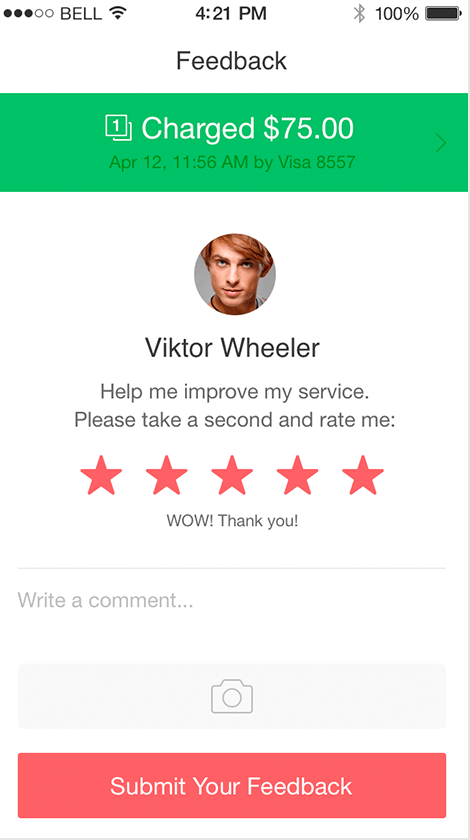 BELL 4:21 PM 100%
Feedback
1 Charged $75.00
Apr 12, 11:56 AM by Visa 8557
Viktor Wheeler
Help me improve my service.
Please take a second and rate me:
WOW! Thank you!
Write a comment...
Submit Your Feedback